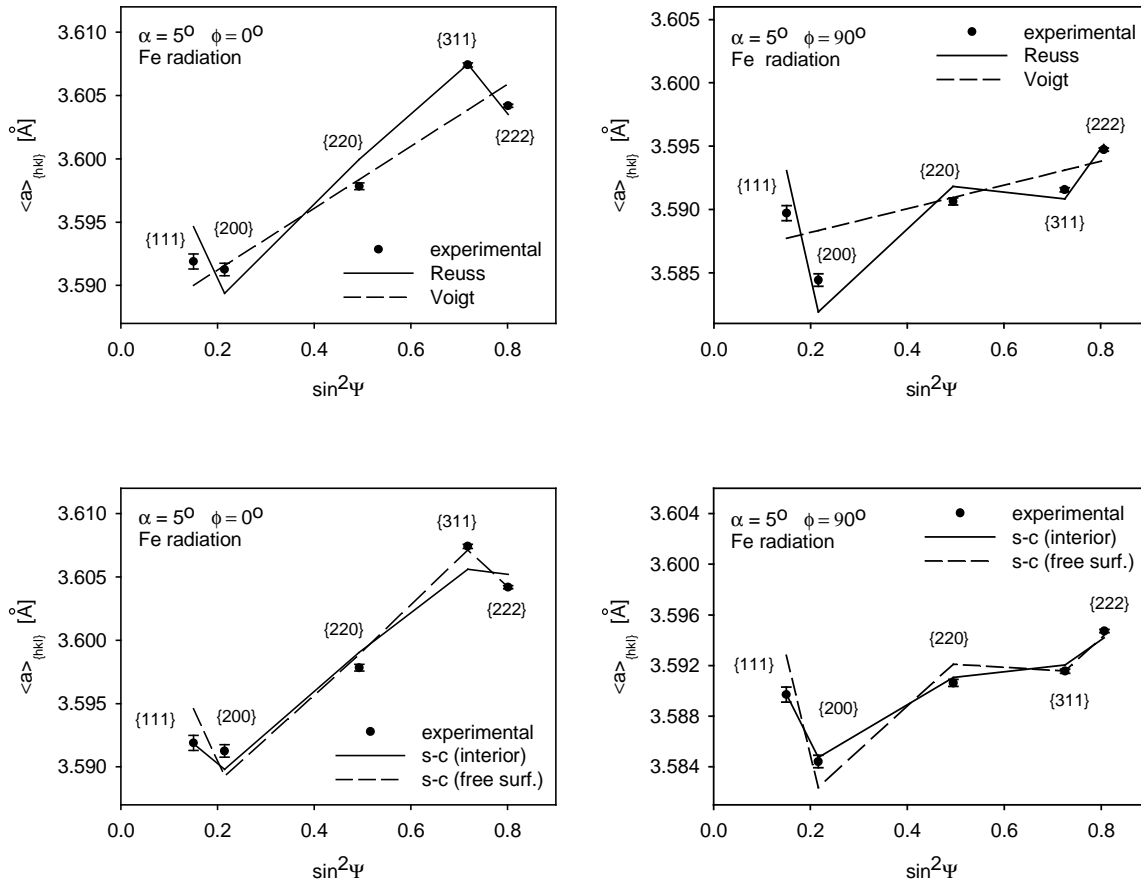 α = 5° φ = 0°
Fe radiation
{111}
{200}
{220}
{311}
{222}
experimental
Reuss
Voigt
3.610
3.605
3.600
3.595
3.590
<a>{hkl} [Å]
0.0 0.2 0.4 0.6 0.8
sin²Ψ
α = 5° φ = 90°
Fe radiation
experimental
Reuss
Voigt
{111}
{200}
{220}
{311}
{222}
3.605
3.600
3.595
3.590
3.585
<a>{hkl} [Å]
0.0 0.2 0.4 0.6 0.8
sin²Ψ
α = 5° φ = 0°
Fe radiation
{111}
{200}
{220}
{311}
{222}
experimental
s-c (interior)
s-c (free surf.)
3.610
3.605
3.600
3.595
3.590
<a>{hkl} [Å]
0.0 0.2 0.4 0.6 0.8
sin²Ψ
α = 5° φ = 90°
Fe radiation
experimental
s-c (interior)
s-c (free surf.)
{111}
{200}
{220}
{311}
{222}
3.604
3.600
3.596
3.592
3.588
3.584
<a>{hkl} [Å]
0.0 0.2 0.4 0.6 0.8
sin²Ψ